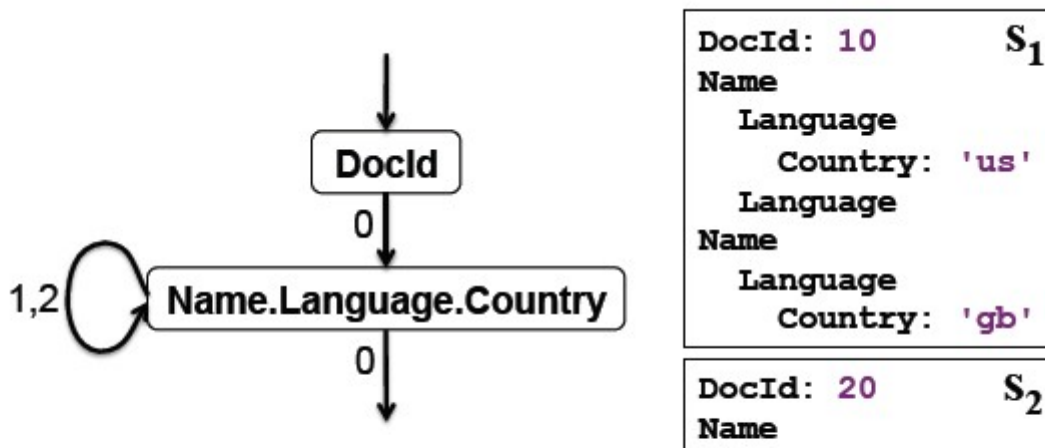 DocId
0
1,2
Name.Language.Country
0
DocId: 10 S1
Name
Language
Country: 'us'
Language
Name
Language
Country: 'gb'
DocId: 20 S2
Name